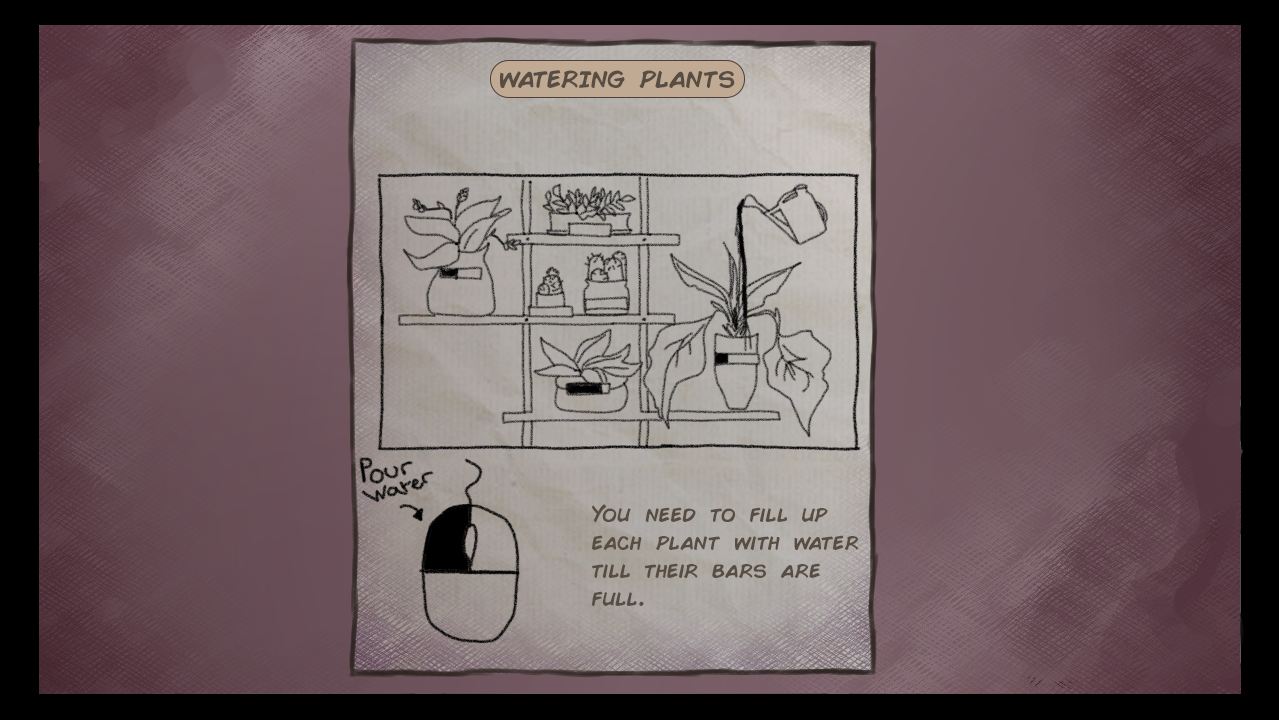 WATERING PLANTS
Pour
Water
YOU NEED TO FILL UP
EACH PLANT WITH WATER
TILL THEIR BARS ARE
FULL.